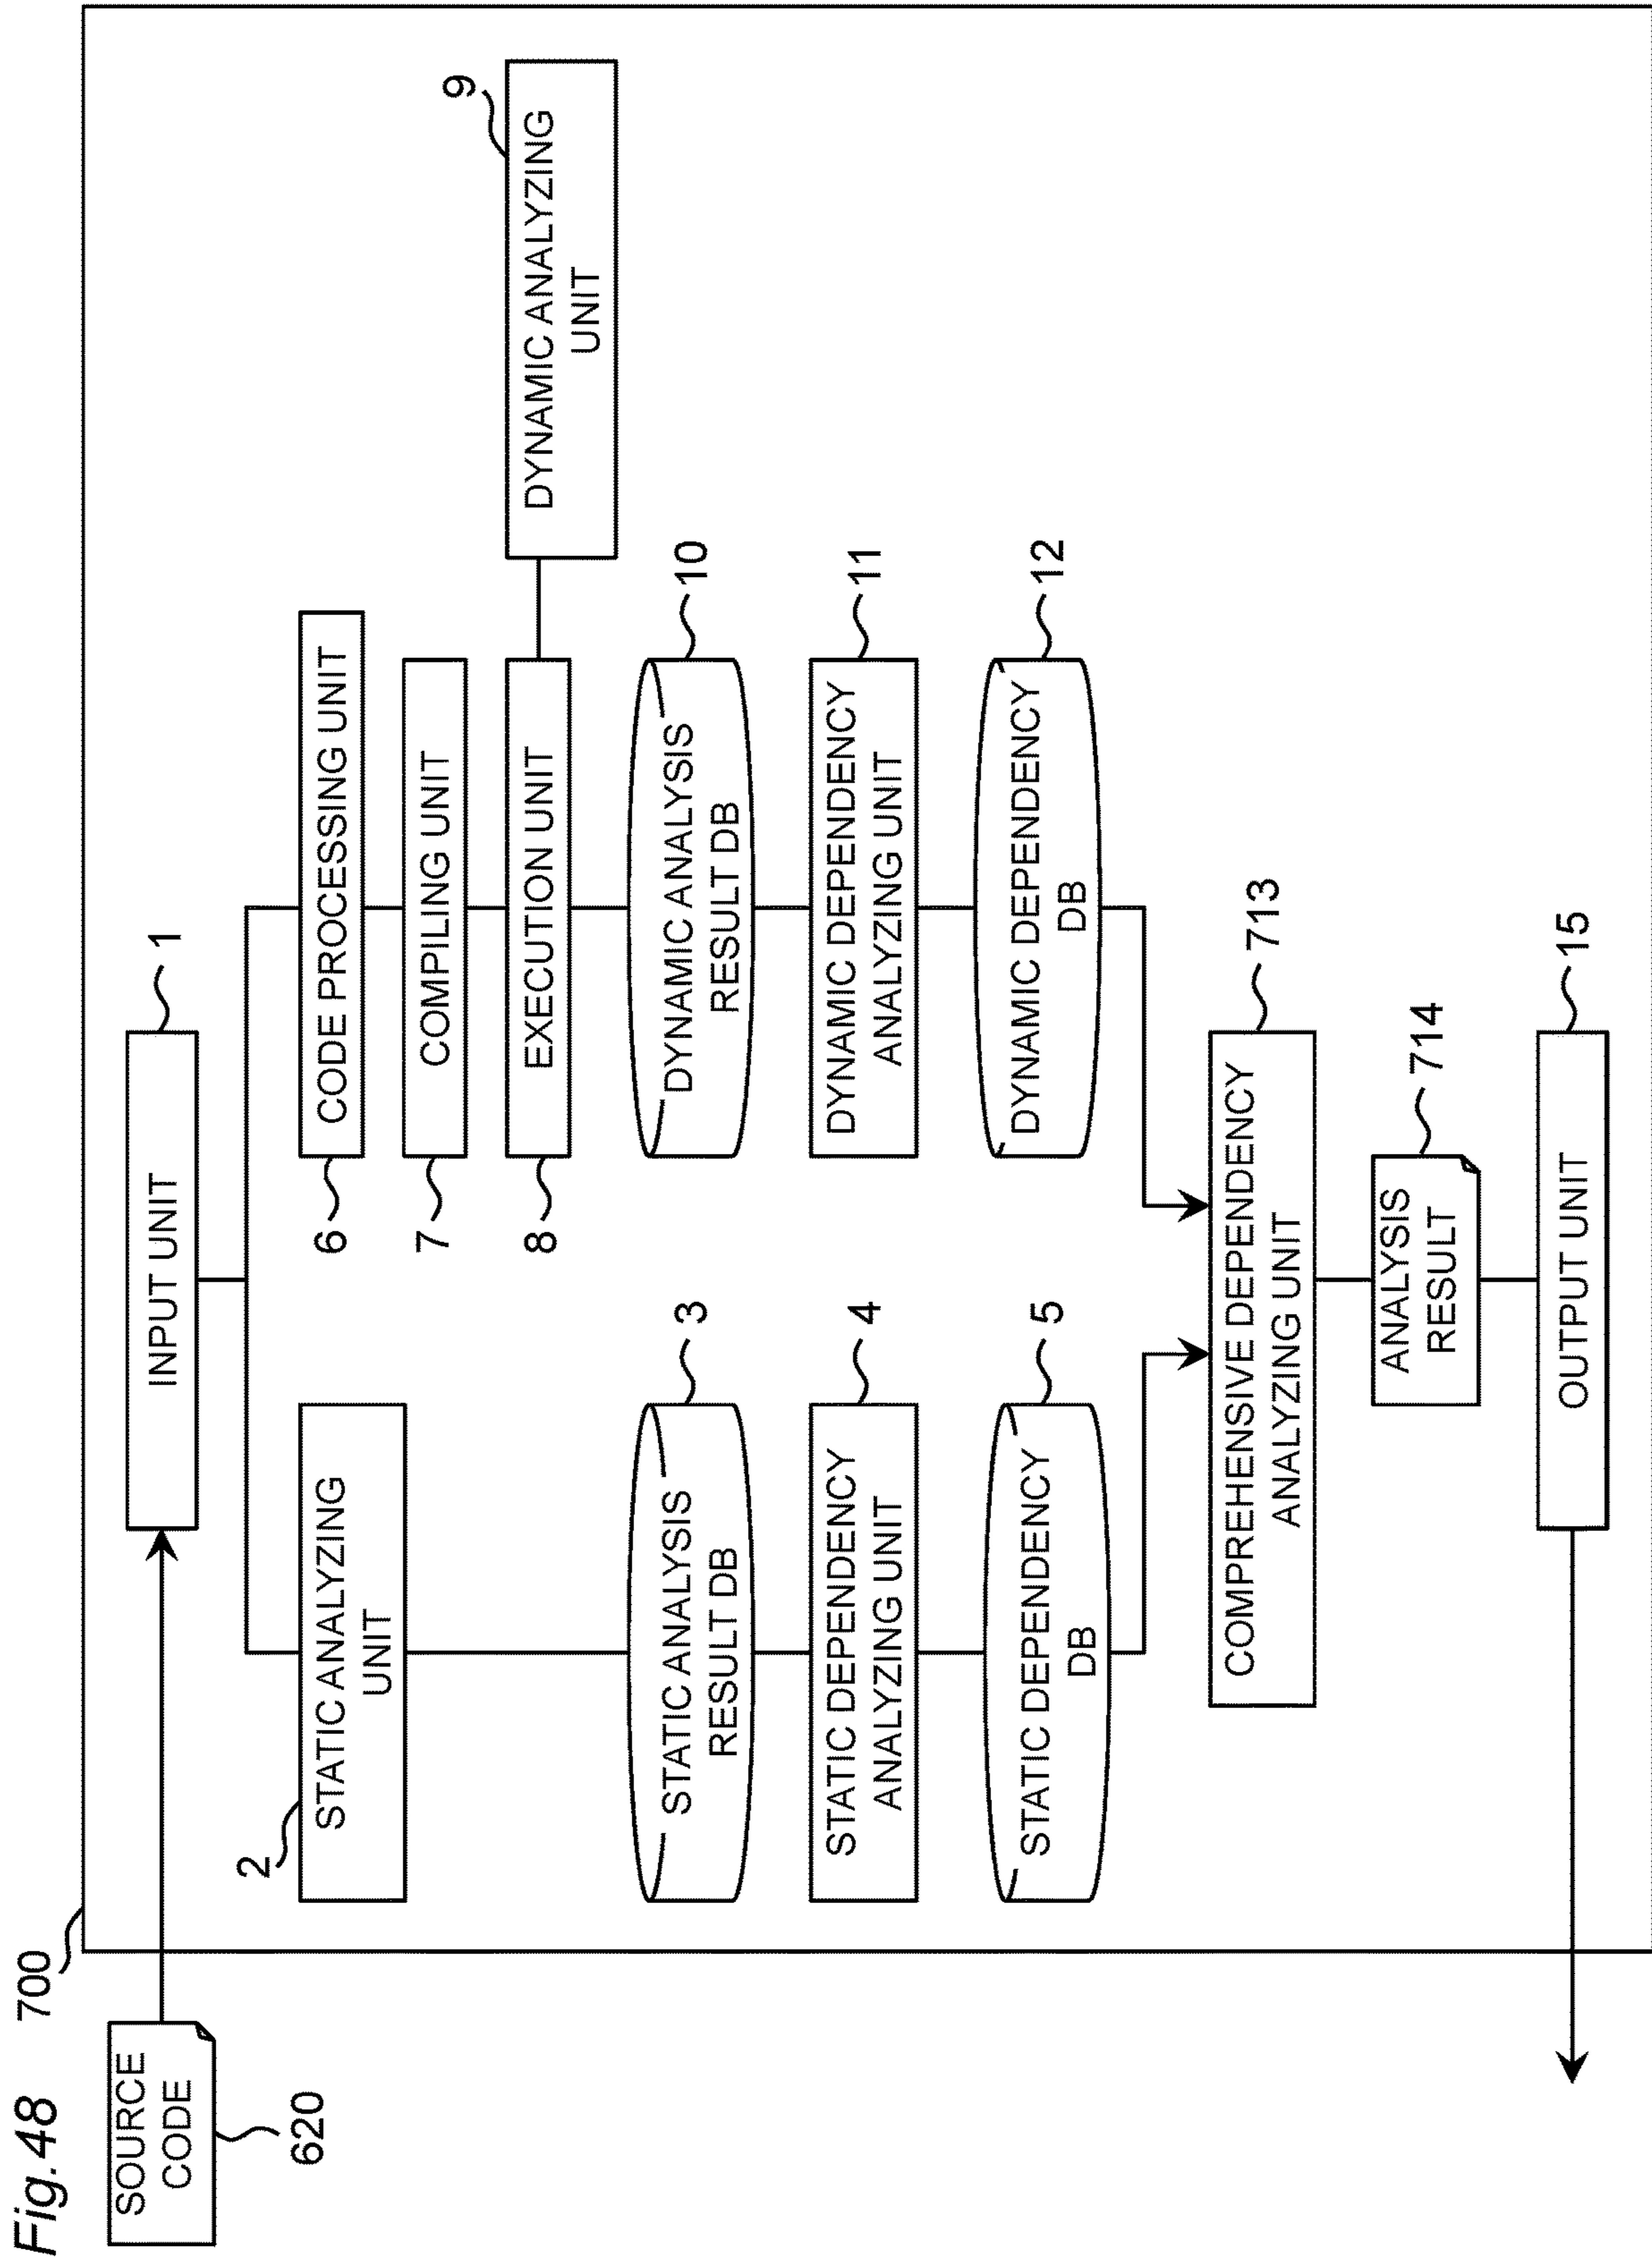 Fig.48
700
SOURCE
CODE
620
INPUT UNIT
1
2
STATIC ANALYZING
UNIT
CODE PROCESSING UNIT
6
COMPILING UNIT
7
EXECUTION UNIT
8
DYNAMIC ANALYZING
UNIT
9
STATIC ANALYSIS
RESULT DB
3
DYNAMIC ANALYSIS
RESULT DB
10
STATIC DEPENDENCY
ANALYZING UNIT
4
DYNAMIC DEPENDENCY
ANALYZING UNIT
11
STATIC DEPENDENCY
DB
5
DYNAMIC DEPENDENCY
DB
12
COMPREHENSIVE DEPENDENCY
ANALYZING UNIT
713
ANALYSIS
RESULT
714
OUTPUT UNIT
15